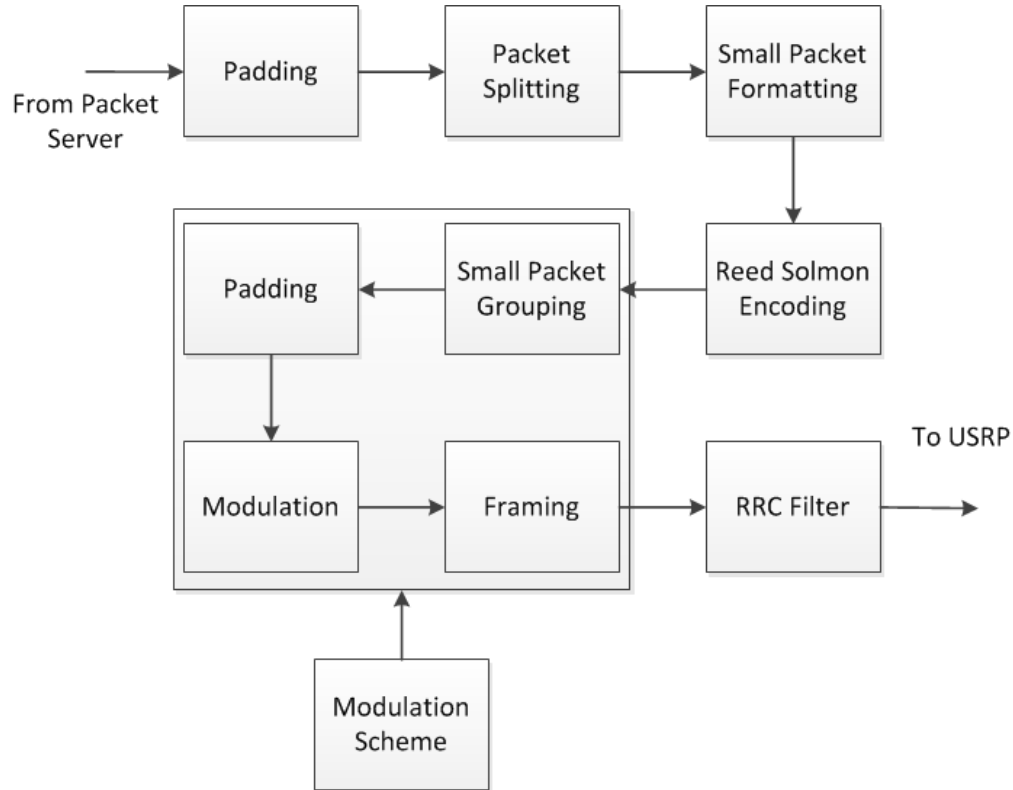 From Packet
Server
Padding
Packet
Splitting
Small Packet
Formatting
Reed Solmon
Encoding
Small Packet
Grouping
Padding
Modulation
Framing
RRC Filter
To USRP
Modulation
Scheme